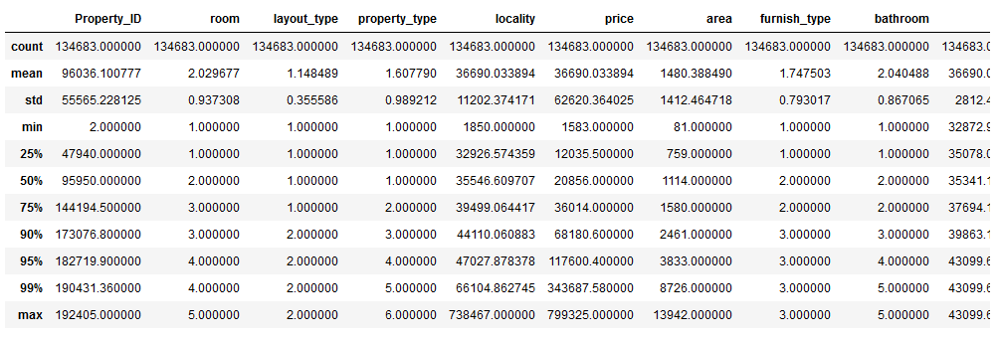 Property_ID room layout_type property_type locality price area furnish_type bathroom
count 134683.000000 134683.000000 134683.000000 134683.000000 134683.000000 134683.000000 134683.000000 134683.000000 134683.000000 134683.0
mean 96036.100777 2.029677 1.148489 1.607790 36690.033894 36690.033894 1480.388490 1.747503 2.040488 36690.0
std 55565.228125 0.937308 0.355586 0.989212 11202.374171 62620.364025 1412.464718 0.793017 0.867065 2812.4
min 2.000000 1.000000 1.000000 1.000000 1850.000000 1583.000000 81.000000 1.000000 1.000000 32872.9
25% 47940.000000 1.000000 1.000000 1.000000 32926.574359 12035.500000 759.000000 1.000000 1.000000 35078.0
50% 95950.000000 2.000000 1.000000 1.000000 35546.609707 20856.000000 1114.000000 2.000000 2.000000 35341.1
75% 144194.500000 3.000000 1.000000 2.000000 39499.064417 36014.000000 1580.000000 2.000000 2.000000 37694.1
90% 173076.800000 3.000000 2.000000 3.000000 44110.060883 68180.600000 2461.000000 3.000000 3.000000 39863.1
95% 182719.900000 4.000000 2.000000 4.000000 47027.878378 117600.400000 3833.000000 3.000000 4.000000 43099.6
99% 190431.360000 4.000000 2.000000 5.000000 66104.862745 343687.580000 8726.000000 3.000000 5.000000 43099.6
max 192405.000000 5.000000 2.000000 6.000000 738467.000000 799325.000000 13942.000000 3.000000 5.000000 43099.6